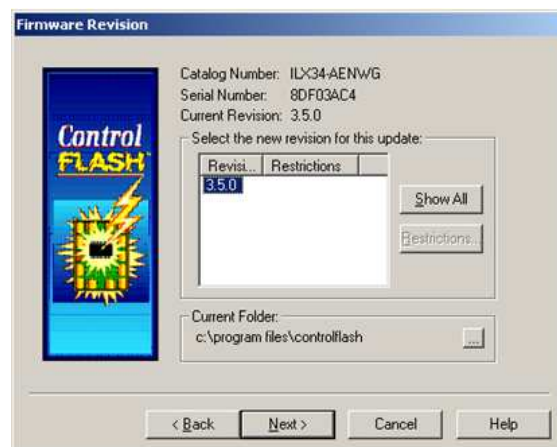 Firmware Revision
Catalog Number: ILX34-AENWG
Serial Number: 8DF03AC4
Current Revision: 3.5.0
Control
FLASH
Select the new revision for this update:
Revisi... Restrictions
3.5.0
Show All
Restrictions...
Current Folder:
c:\program files\controlflash
...
< Back Next > Cancel Help